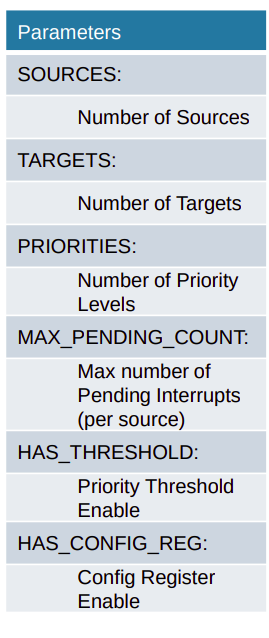 Parameters
SOURCES:
Number of Sources
TARGETS:
Number of Targets
PRIORITIES:
Number of Priority
Levels
MAX_PENDING_COUNT:
Max number of
Pending Interrupts
(per source)
HAS_THRESHOLD:
Priority Threshold
Enable
HAS_CONFIG_REG:
Config Register
Enable